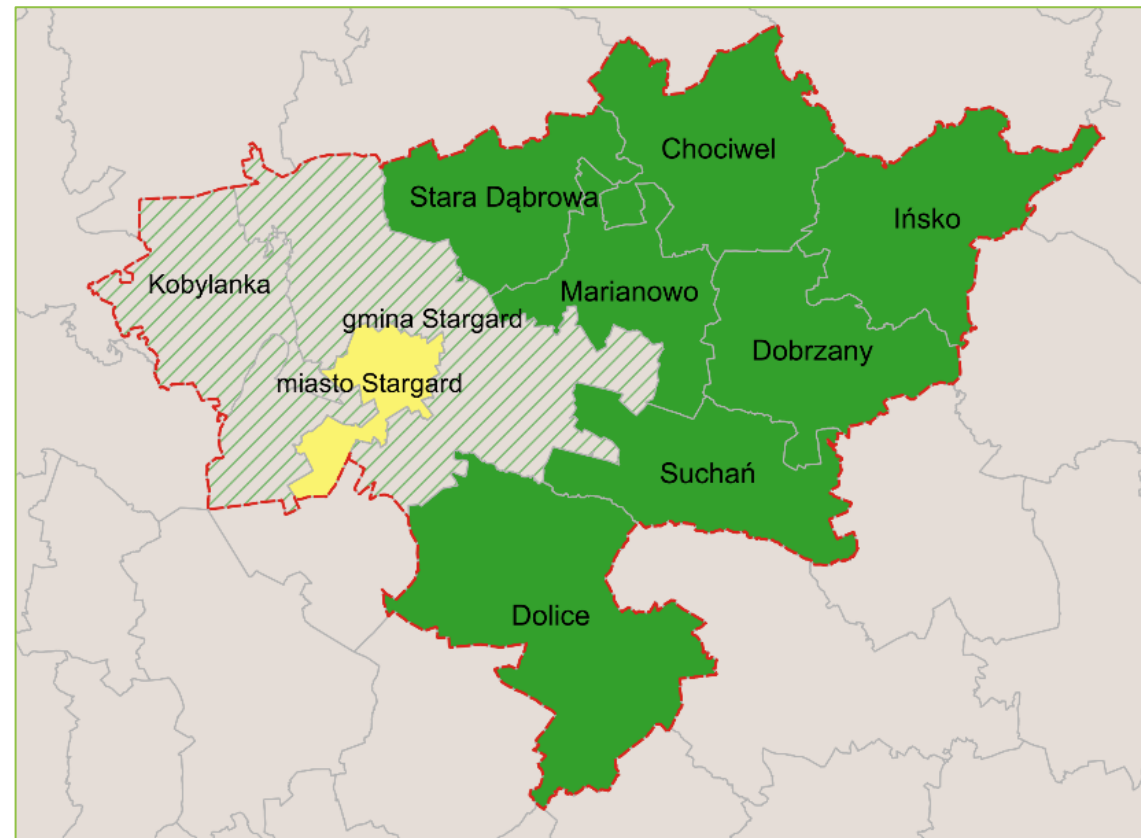 Chociwel
Stara Dąbrowa
Ińsko
Kobylanka
Marianowo
gmina Stargard
Dobrzany
miasto Stargard
Suchań
Dolice